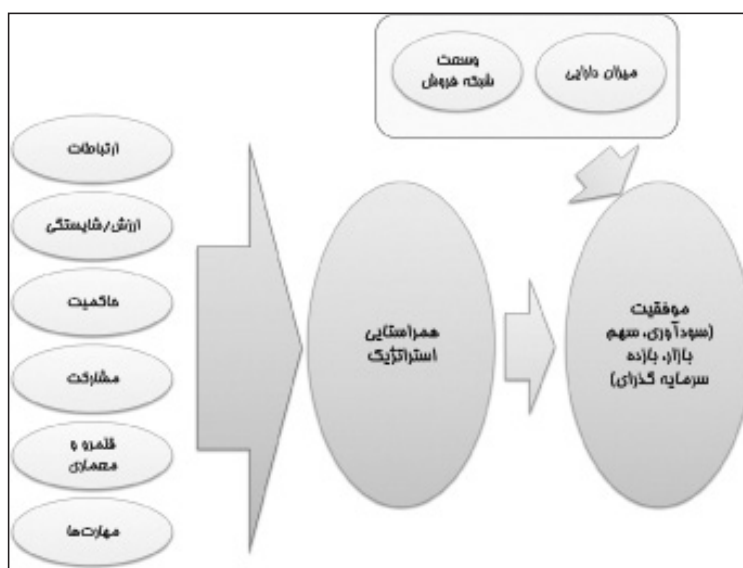 میزان دارایی
وسعت
شبکه فروش
ارتباطات
ارزش/شایستگی
حاکمیت
مشارکت
قلمرو و
معماری
مهارت‌ها
همراستایی
استراتژیک
موفقیت
(سودآوری، سهم
بازار، بازده
سرمایه گذرای)